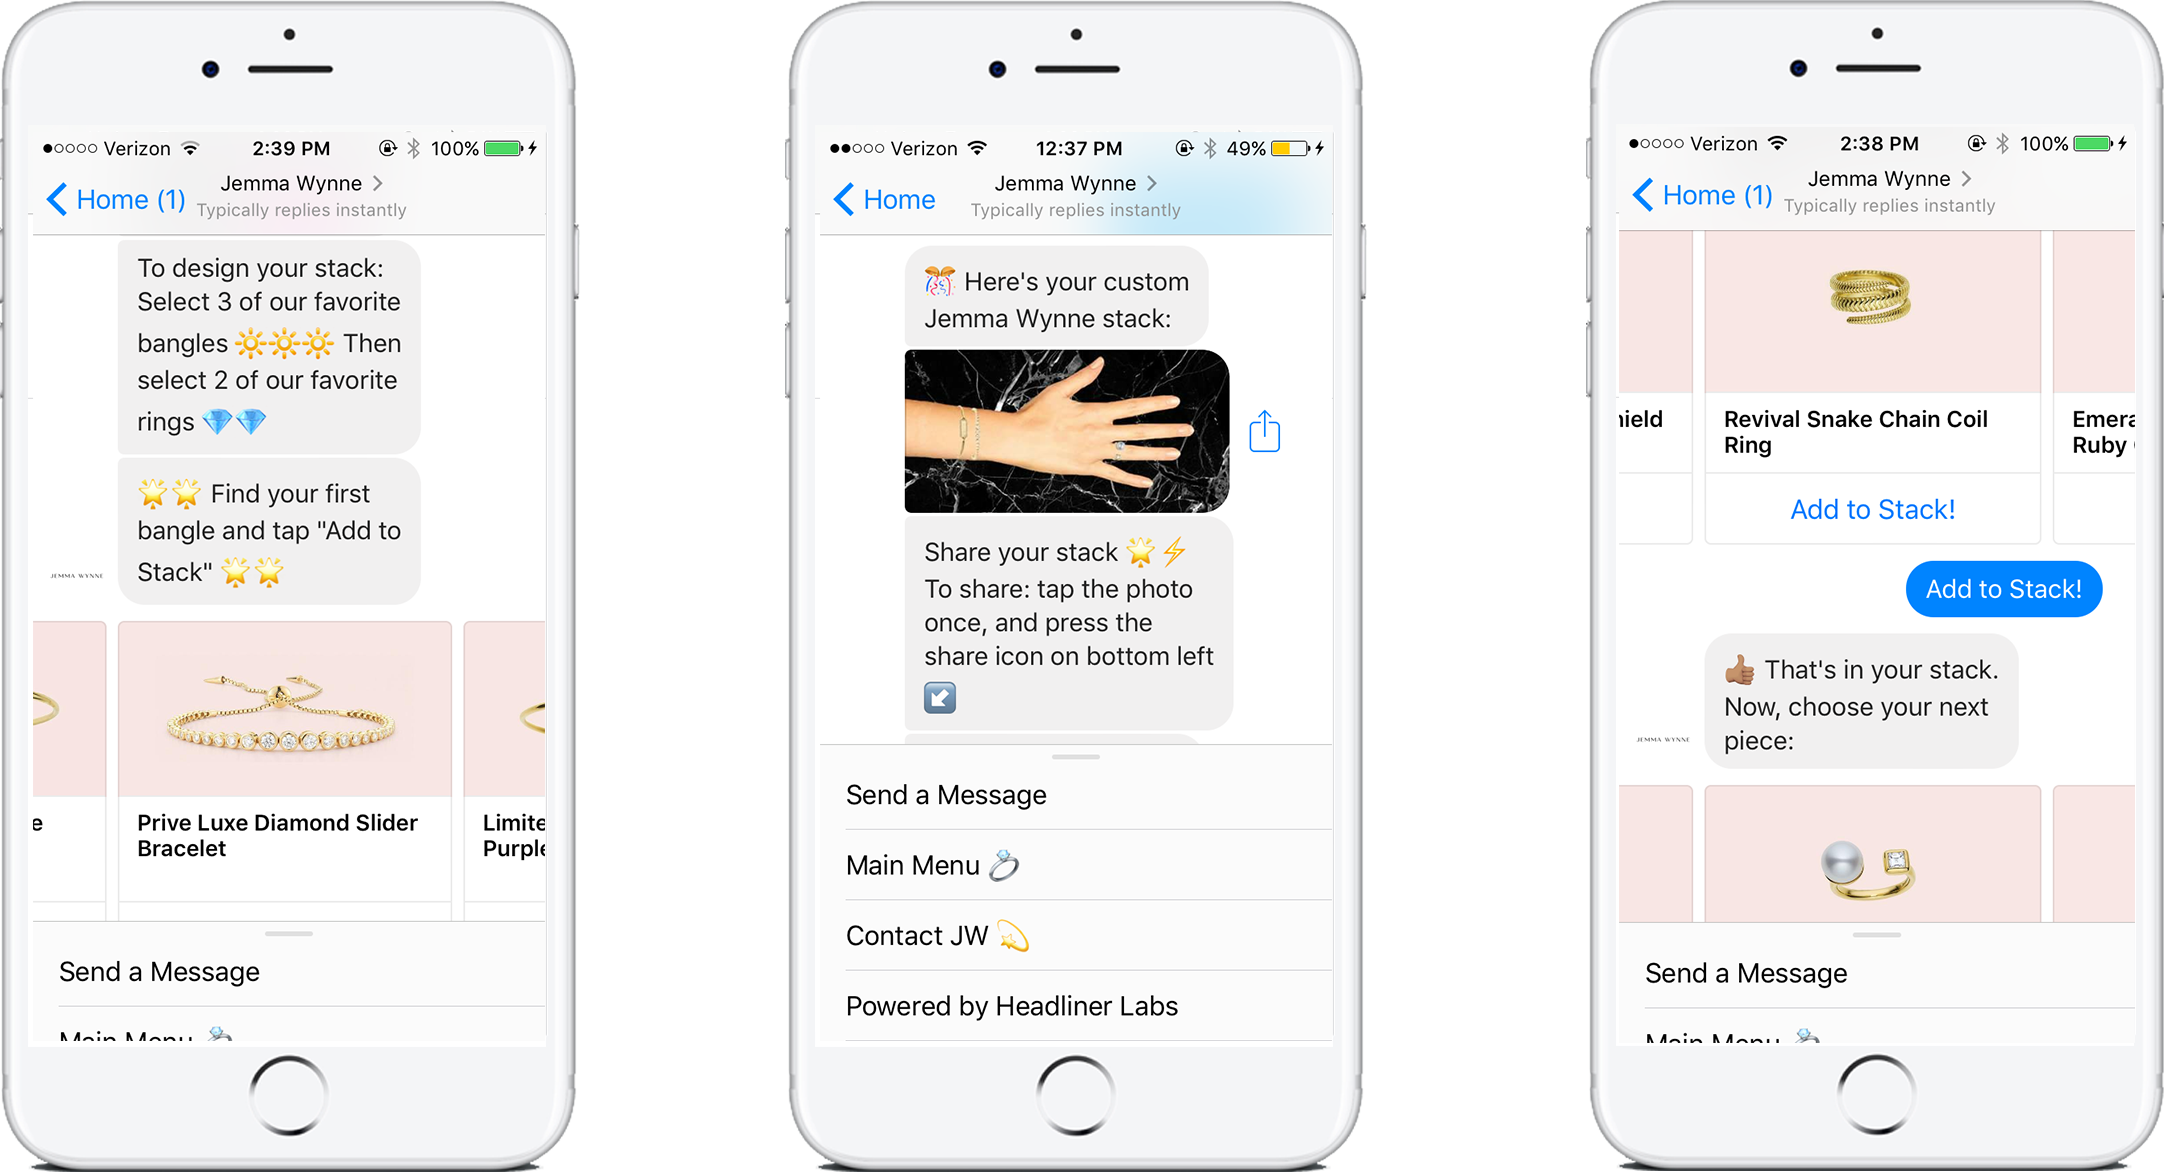 Verizon 2:39 PM 100%
Home (1)
Jemma Wynne
Typically replies instantly
To design your stack:
Select 3 of our favorite
bangles ☀️☀️☀️ Then
select 2 of our favorite
rings 💎💎
🌟🌟 Find your first
bangle and tap "Add to
Stack" 🌟🌟
JEMMA WYNNE
e
Prive Luxe Diamond Slider
Bracelet
Limite
Purple
Send a Message
Main Menu 💍
Verizon 12:37 PM 49%
Home
Jemma Wynne
Typically replies instantly
🎊 Here's your custom
Jemma Wynne stack:
Share your stack 🌟⚡
To share: tap the photo
once, and press the
share icon on bottom left
↙️
Send a Message
Main Menu 💍
Contact JW 💫
Powered by Headliner Labs
Verizon 2:38 PM 100%
Home (1)
Jemma Wynne
Typically replies instantly
hield
Revival Snake Chain Coil
Ring
Emera
Ruby
Add to Stack!
Add to Stack!
👍🏽 That's in your stack.
Now, choose your next
piece:
JEMMA WYNNE
Send a Message
Main Menu 💍